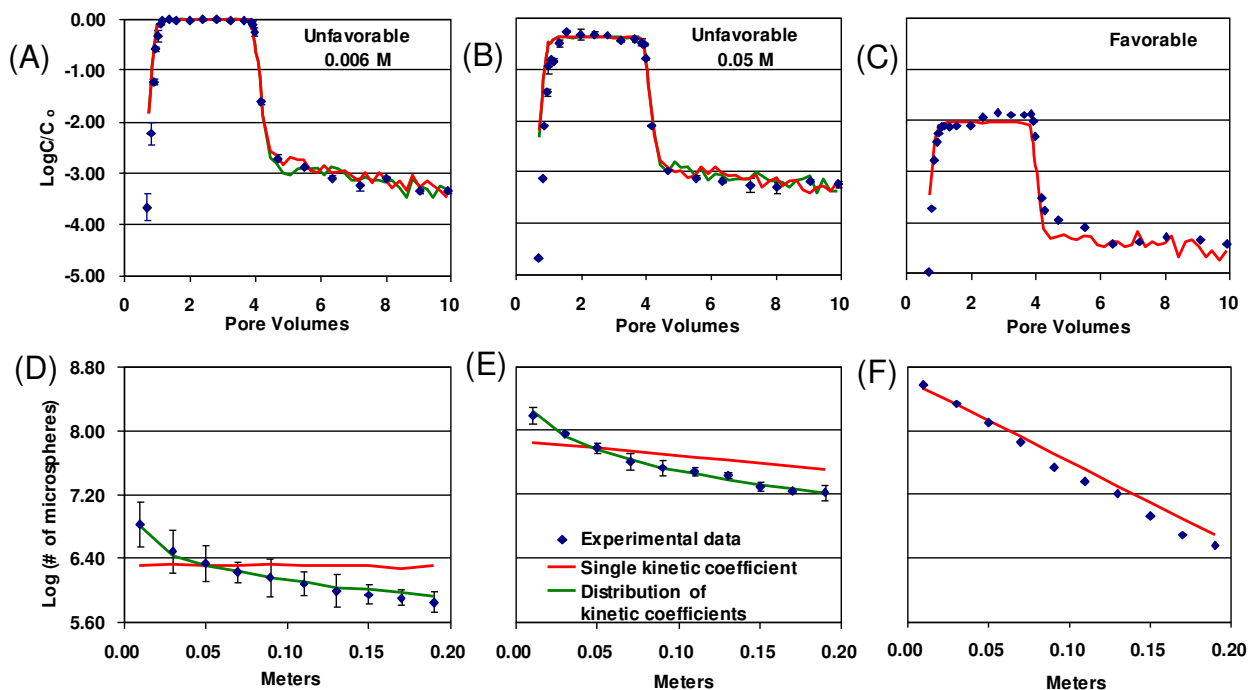 (A)
Unfavorable
0.006 M
(B)
Unfavorable
0.05 M
(C)
Favorable
LogC/Co
0.00
-1.00
-2.00
-3.00
-4.00
-5.00
0 2 4 6 8 10
Pore Volumes
0 2 4 6 8 10
Pore Volumes
0 2 4 6 8 10
Pore Volumes
(D)
(E)
(F)
Log (# of microspheres)
8.80
8.00
7.20
6.40
5.60
Experimental data
Single kinetic coefficient
Distribution of
kinetic coefficients
0.00 0.05 0.10 0.15 0.20
Meters
0.00 0.05 0.10 0.15 0.20
Meters
0.00 0.05 0.10 0.15 0.20
Meters